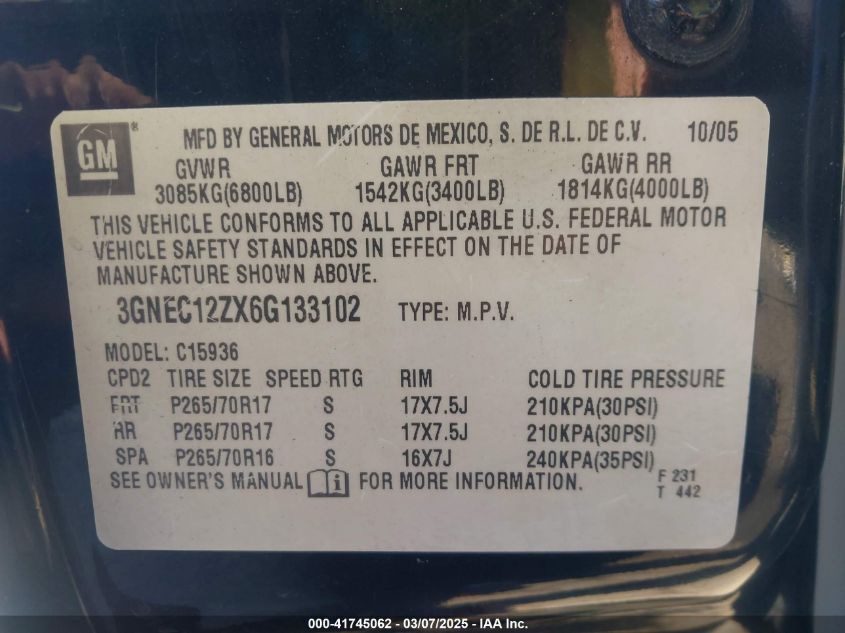 GM ® MFD BY GENERAL MOTORS DE MEXICO, S. DE R.L. DE C.V. 10/05
GVWR GAWR FRT GAWR RR
3085KG(6800LB) 1542KG(3400LB) 1814KG(4000LB)
THIS VEHICLE CONFORMS TO ALL APPLICABLE U.S. FEDERAL MOTOR
VEHICLE SAFETY STANDARDS IN EFFECT ON THE DATE OF
MANUFACTURE SHOWN ABOVE.
3GNEC12ZX6G133102 TYPE: M.P.V.
MODEL: C15936
CPD2 TIRE SIZE SPEED RTG RIM COLD TIRE PRESSURE
FRT P265/70R17 S 17X7.5J 210KPA(30PSI)
RR P265/70R17 S 17X7.5J 210KPA(30PSI)
SPA P265/70R16 S 16X7J 240KPA(35PSI)
SEE OWNER'S MANUAL i FOR MORE INFORMATION. F 231
T 442
000-41745062 - 03/07/2025 - IAA Inc.